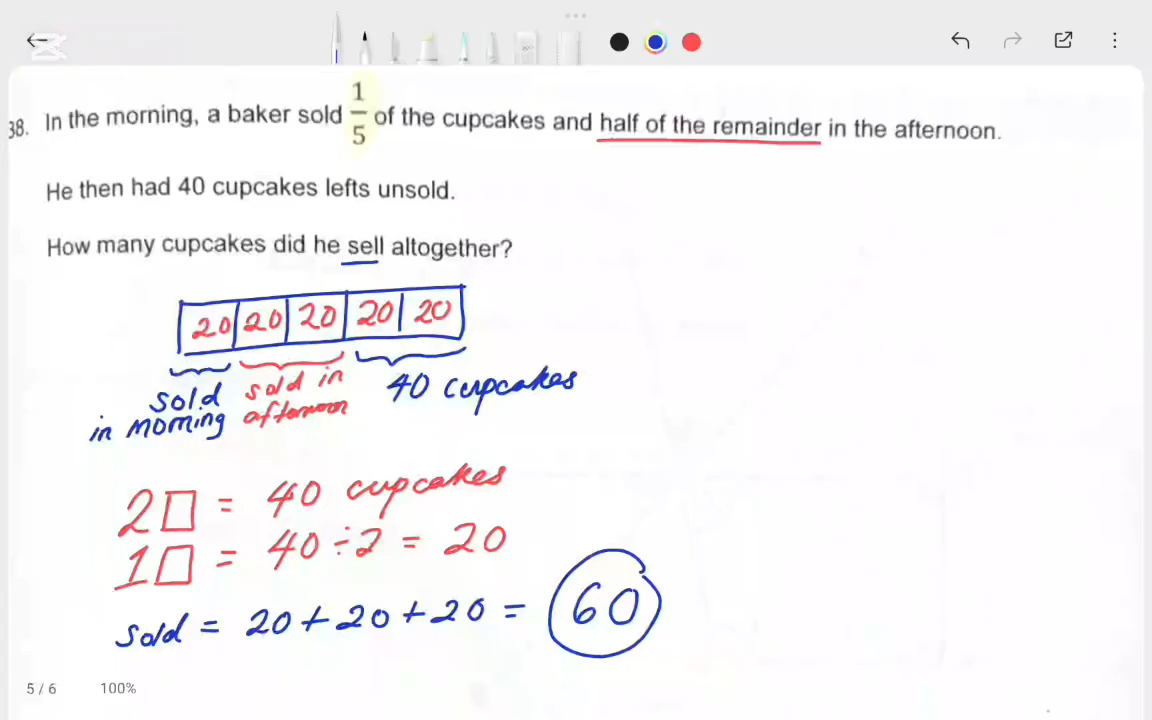 38. In the morning, a baker sold 1/5 of the cupcakes and half of the remainder in the afternoon.
He then had 40 cupcakes lefts unsold.
How many cupcakes did he sell altogether?
20 20 20 20 20
sold in morning
sold in afternoon
40 cupcakes
2□ = 40 cupcakes
1□ = 40 ÷ 2 = 20
sold = 20 + 20 + 20 = 60
5 / 6 100%